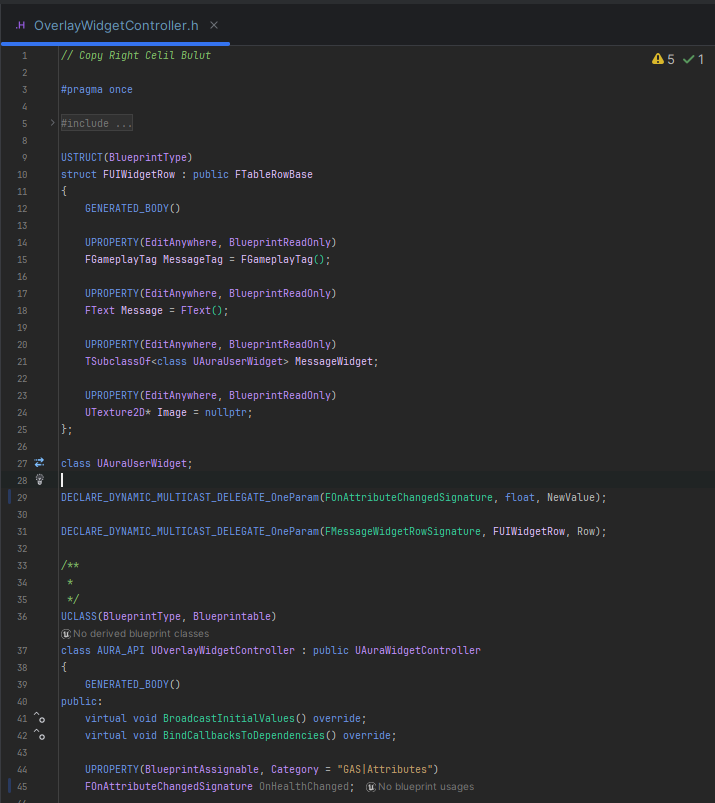 .H OverlayWidgetController.h ×
5 1
1 // Copy Right Celil Bulut
2
3 #pragma once
4
5 #include ...
8
9 USTRUCT(BlueprintType)
10 struct FUIWidgetRow : public FTableRowBase
11 {
12 GENERATED_BODY()
13
14 UPROPERTY(EditAnywhere, BlueprintReadOnly)
15 FGameplayTag MessageTag = FGameplayTag();
16
17 UPROPERTY(EditAnywhere, BlueprintReadOnly)
18 FText Message = FText();
19
20 UPROPERTY(EditAnywhere, BlueprintReadOnly)
21 TSubclassOf<class UAuraUserWidget> MessageWidget;
22
23 UPROPERTY(EditAnywhere, BlueprintReadOnly)
24 UTexture2D* Image = nullptr;
25 };
26
27 class UAuraUserWidget;
28
29 DECLARE_DYNAMIC_MULTICAST_DELEGATE_OneParam(FOnAttributeChangedSignature, float, NewValue);
30
31 DECLARE_DYNAMIC_MULTICAST_DELEGATE_OneParam(FMessageWidgetRowSignature, FUIWidgetRow, Row);
32
33 /**
34 *
35 */
36 UCLASS(BlueprintType, Blueprintable)
No derived blueprint classes
37 class AURA_API UOverlayWidgetController : public UAuraWidgetController
38 {
39 GENERATED_BODY()
40 public:
41 virtual void BroadcastInitialValues() override;
42 virtual void BindCallbacksToDependencies() override;
43
44 UPROPERTY(BlueprintAssignable, Category = "GAS|Attributes")
45 FOnAttributeChangedSignature OnHealthChanged; No blueprint usages